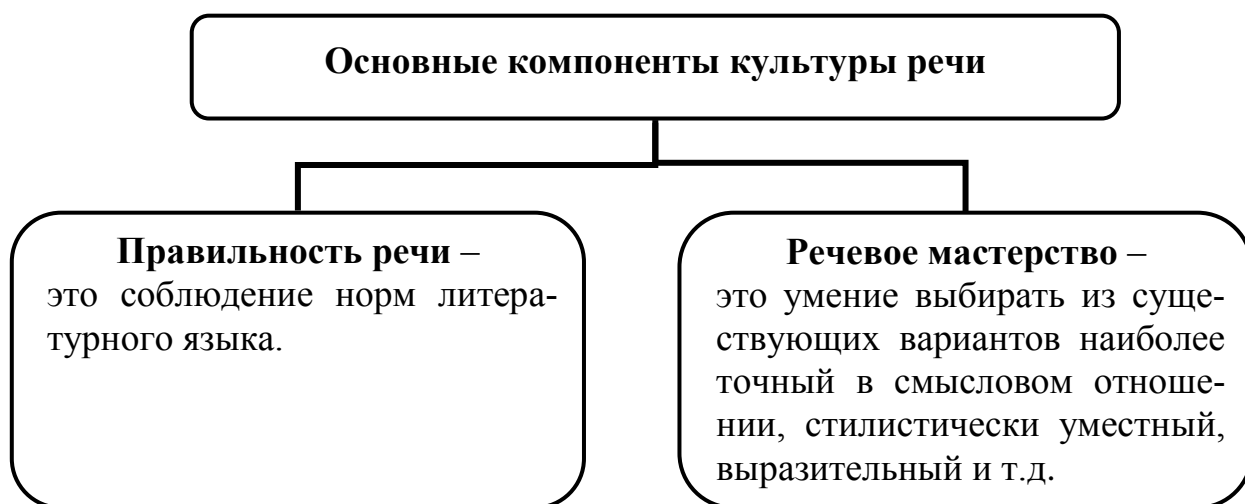 Основные компоненты культуры речи
Правильность речи –
это соблюдение норм литера-
турного языка.
Речевое мастерство –
это умение выбирать из суще-
ствующих вариантов наиболее
точный в смысловом отноше-
нии, стилистически уместный,
выразительный и т.д.